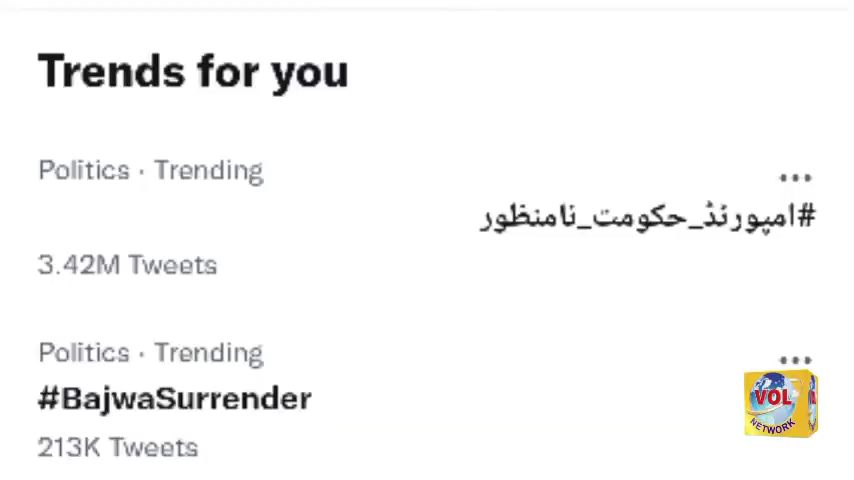 Trends for you
Politics · Trending
#امپورٹڈ_حکومت_نامنظور
3.42M Tweets
Politics · Trending
#BajwaSurrender
213K Tweets
VOL
NETWORK